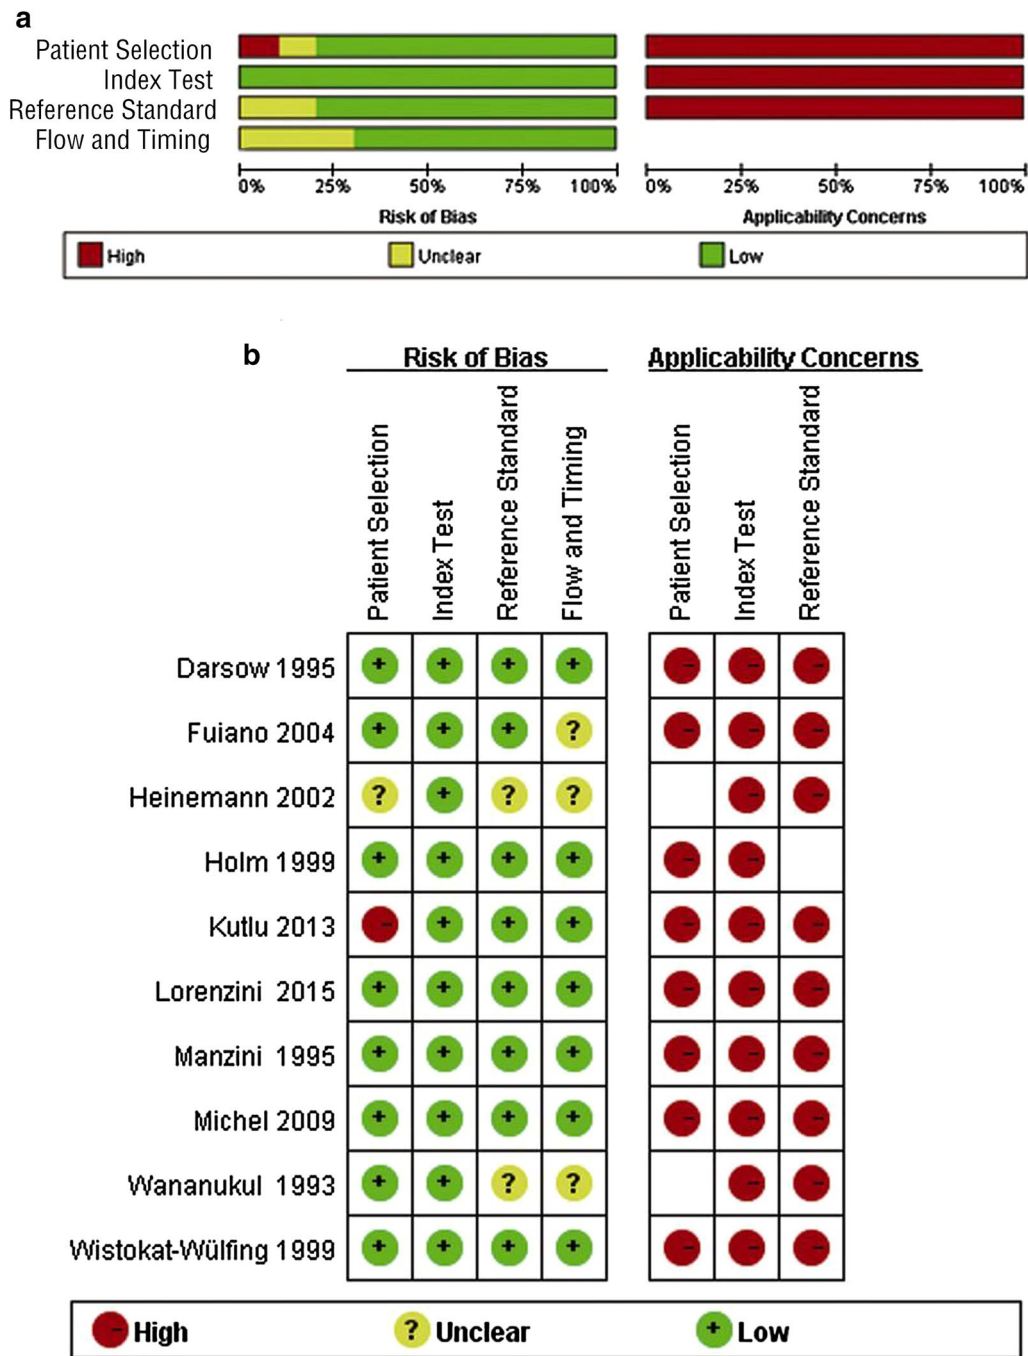 a
Patient Selection
Index Test
Reference Standard
Flow and Timing
0% 25% 50% 75% 100% 0% 25% 50% 75% 100%
Risk of Bias Applicability Concerns
High Unclear Low
b Risk of Bias Applicability Concerns
Patient Selection
Index Test
Reference Standard
Flow and Timing
Patient Selection
Index Test
Reference Standard
Darsow 1995 + + + + - - -
Fuiano 2004 + + + ? - - -
Heinemann 2002 ? + ? ? - -
Holm 1999 + + + + - -
Kutlu 2013 - + + + - - -
Lorenzini 2015 + + + + - - -
Manzini 1995 + + + + - - -
Michel 2009 + + + + - - -
Wananukul 1993 + + ? ? - -
Wistokat-Wülfing 1999 + + + + - - -
- High ? Unclear + Low